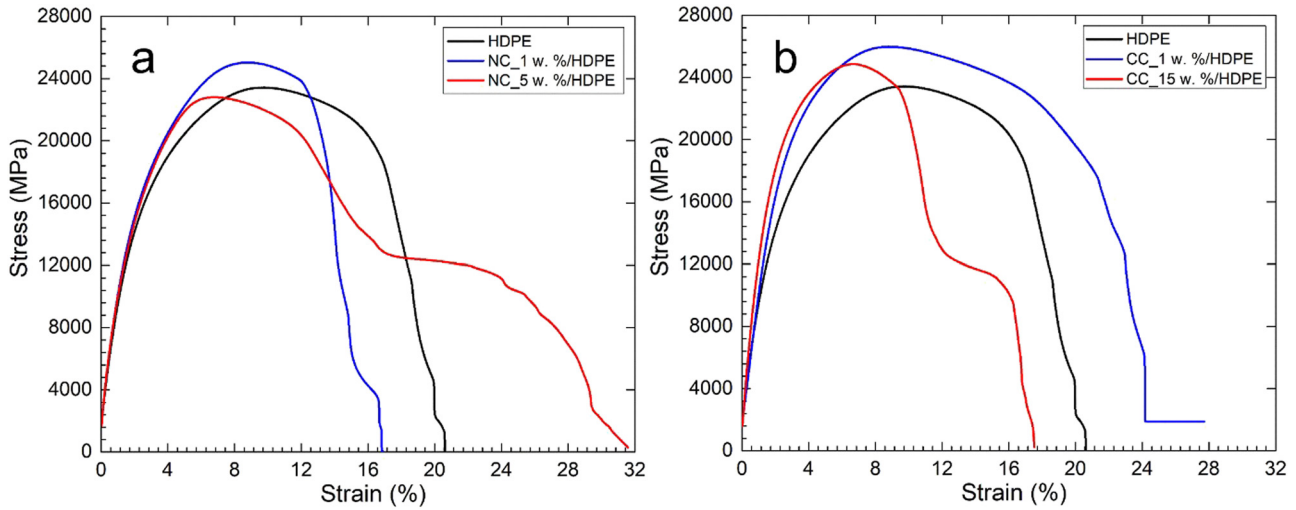 a
HDPE
NC_1 w. %/HDPE
NC_5 w. %/HDPE
Stress (MPa)
28000
24000
20000
16000
12000
8000
4000
0
0 4 8 12 16 20 24 28 32
Strain (%)
b
HDPE
CC_1 w. %/HDPE
CC_15 w. %/HDPE
Stress (MPa)
28000
24000
20000
16000
12000
8000
4000
0
0 4 8 12 16 20 24 28 32
Strain (%)